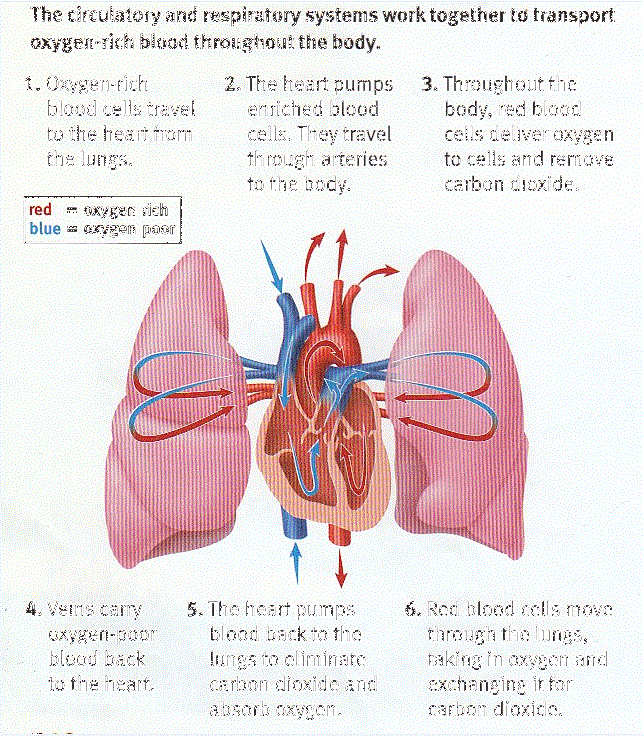 The circulatory and respiratory systems work together to transport
oxygen-rich blood throughout the body.
1. Oxygen-rich
blood cells travel
to the heart from
the lungs.
2. The heart pumps
enriched blood
cells. They travel
through arteries
to the body.
3. Throughout the
body, red blood
cells deliver oxygen
to cells and remove
carbon dioxide.
red = oxygen rich
blue = oxygen poor
4. Veins carry
oxygen-poor
blood back
to the heart.
5. The heart pumps
blood back to the
lungs to eliminate
carbon dioxide and
absorb oxygen.
6. Red blood cells move
through the lungs,
taking in oxygen and
exchanging it for
carbon dioxide.